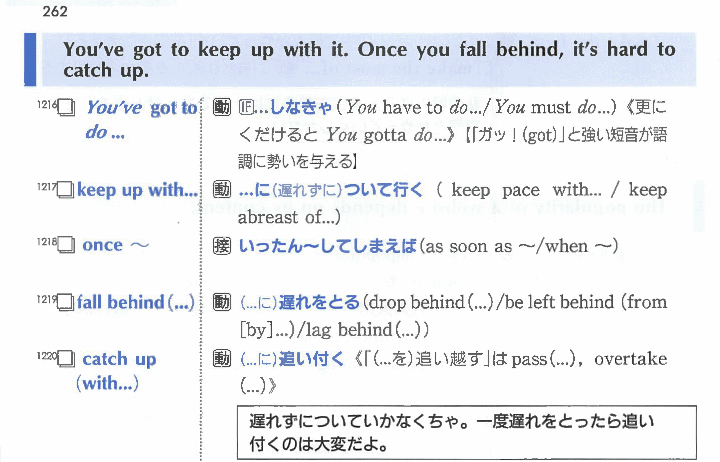 262
You've got to keep up with it. Once you fall behind, it's hard to
catch up.
1216 You've got to
do ...
動 IF...しなきゃ (You have to do.../You must do...) 《更に
くだけると You gotta do...》【「ガッ！(got)」と強い短音が語
調に勢いを与える】
1217 keep up with...
動 ...に(遅れずに)ついて行く ( keep pace with... / keep
abreast of...)
1218 once ～
接 いったん～してしまえば(as soon as ～/when ～)
1219 fall behind (...)
動 (...に)遅れをとる(drop behind(...)/be left behind (from
[by]...)/lag behind(...))
1220 catch up
(with...)
動 (...に)追い付く 《「(...を)追い越す」は pass(...), overtake
(...)》
遅れずについていかなくちゃ。一度遅れをとったら追い
付くのは大変だよ。